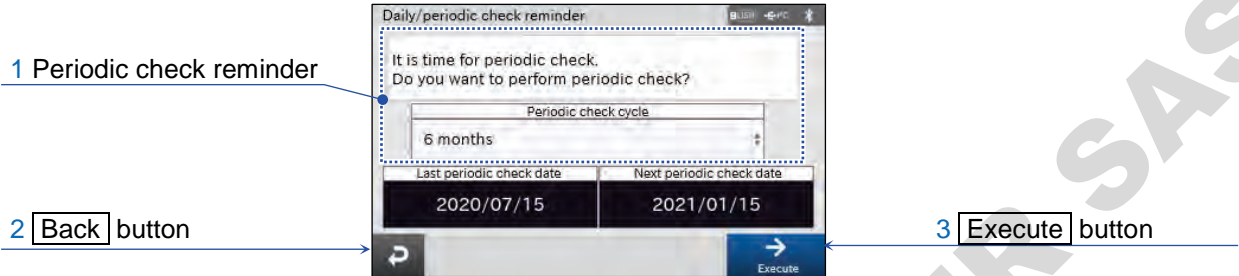 Daily/periodic check reminder
USB PC
It is time for periodic check.
Do you want to perform periodic check?
1 Periodic check reminder
Periodic check cycle
6 months
Last periodic check date Next periodic check date
2020/07/15 2021/01/15
2 Back button
3 Execute button
Execute